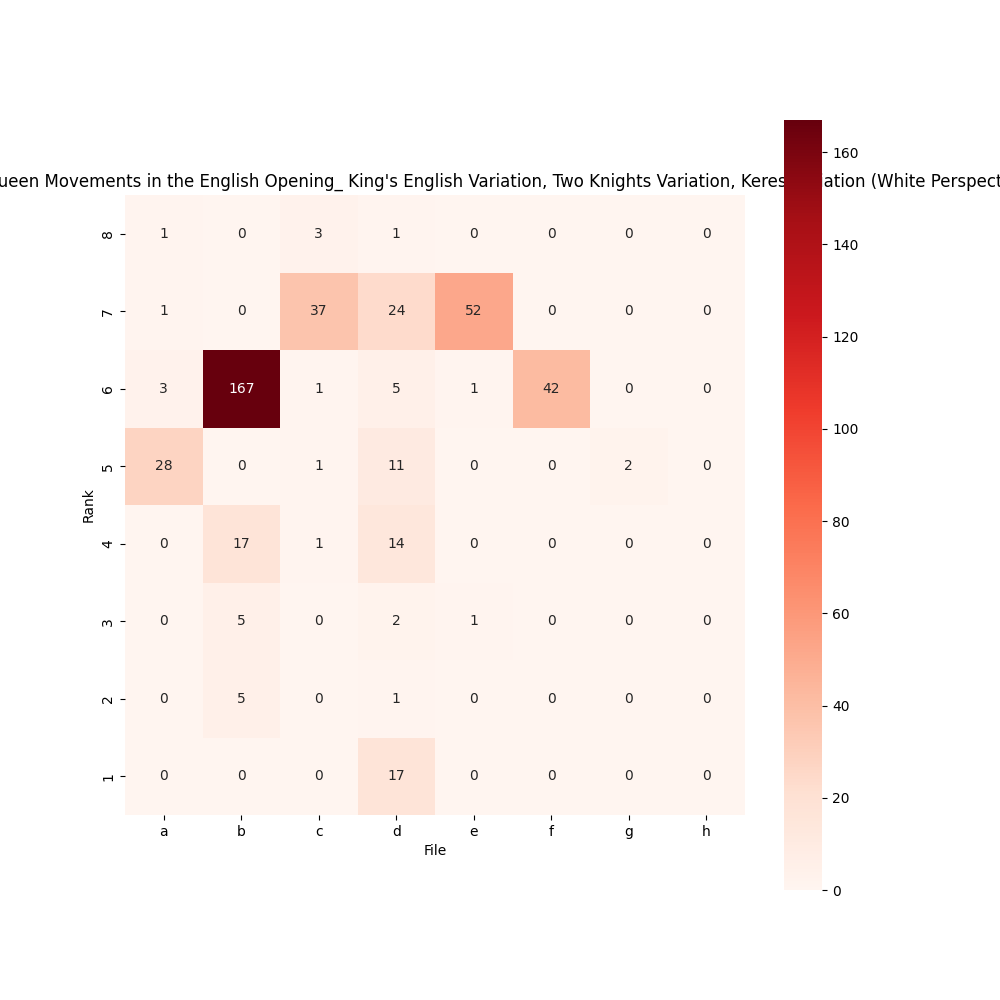 ueen Movements in the English Opening_ King's English Variation, Two Knights Variation, Keres ation (White Perspect
160
140
120
100
80
60
40
20
0
8 1 0 3 1 0 0 0 0
7 1 0 37 24 52 0 0 0
6 3 167 1 5 1 42 0 0
5 28 0 1 11 0 0 2 0
4 0 17 1 14 0 0 0 0
3 0 5 0 2 1 0 0 0
2 0 5 0 1 0 0 0 0
1 0 0 0 17 0 0 0 0
Rank
a b c d e f g h
File